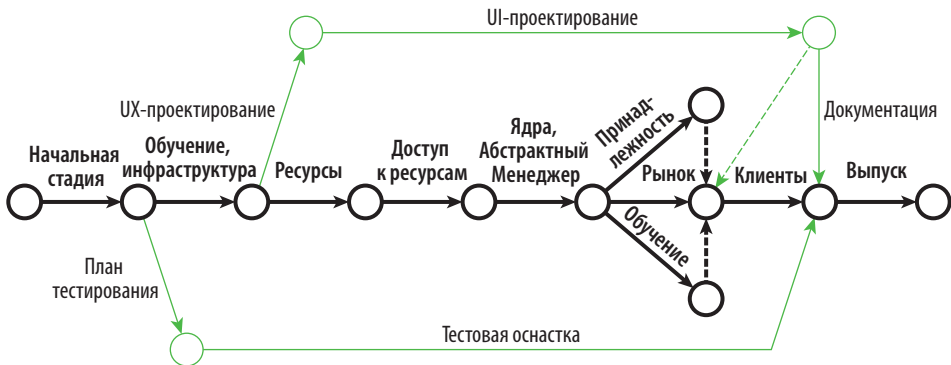 UI-проектирование
UX-проектирование
Документация
Принад-
лежность
Начальная
стадия
Обучение,
инфраструктура
Ресурсы
Доступ
к ресурсам
Ядра,
Абстрактный
Менеджер
Рынок
Клиенты
Выпуск
Обучение
План
тестирования
Тестовая оснастка